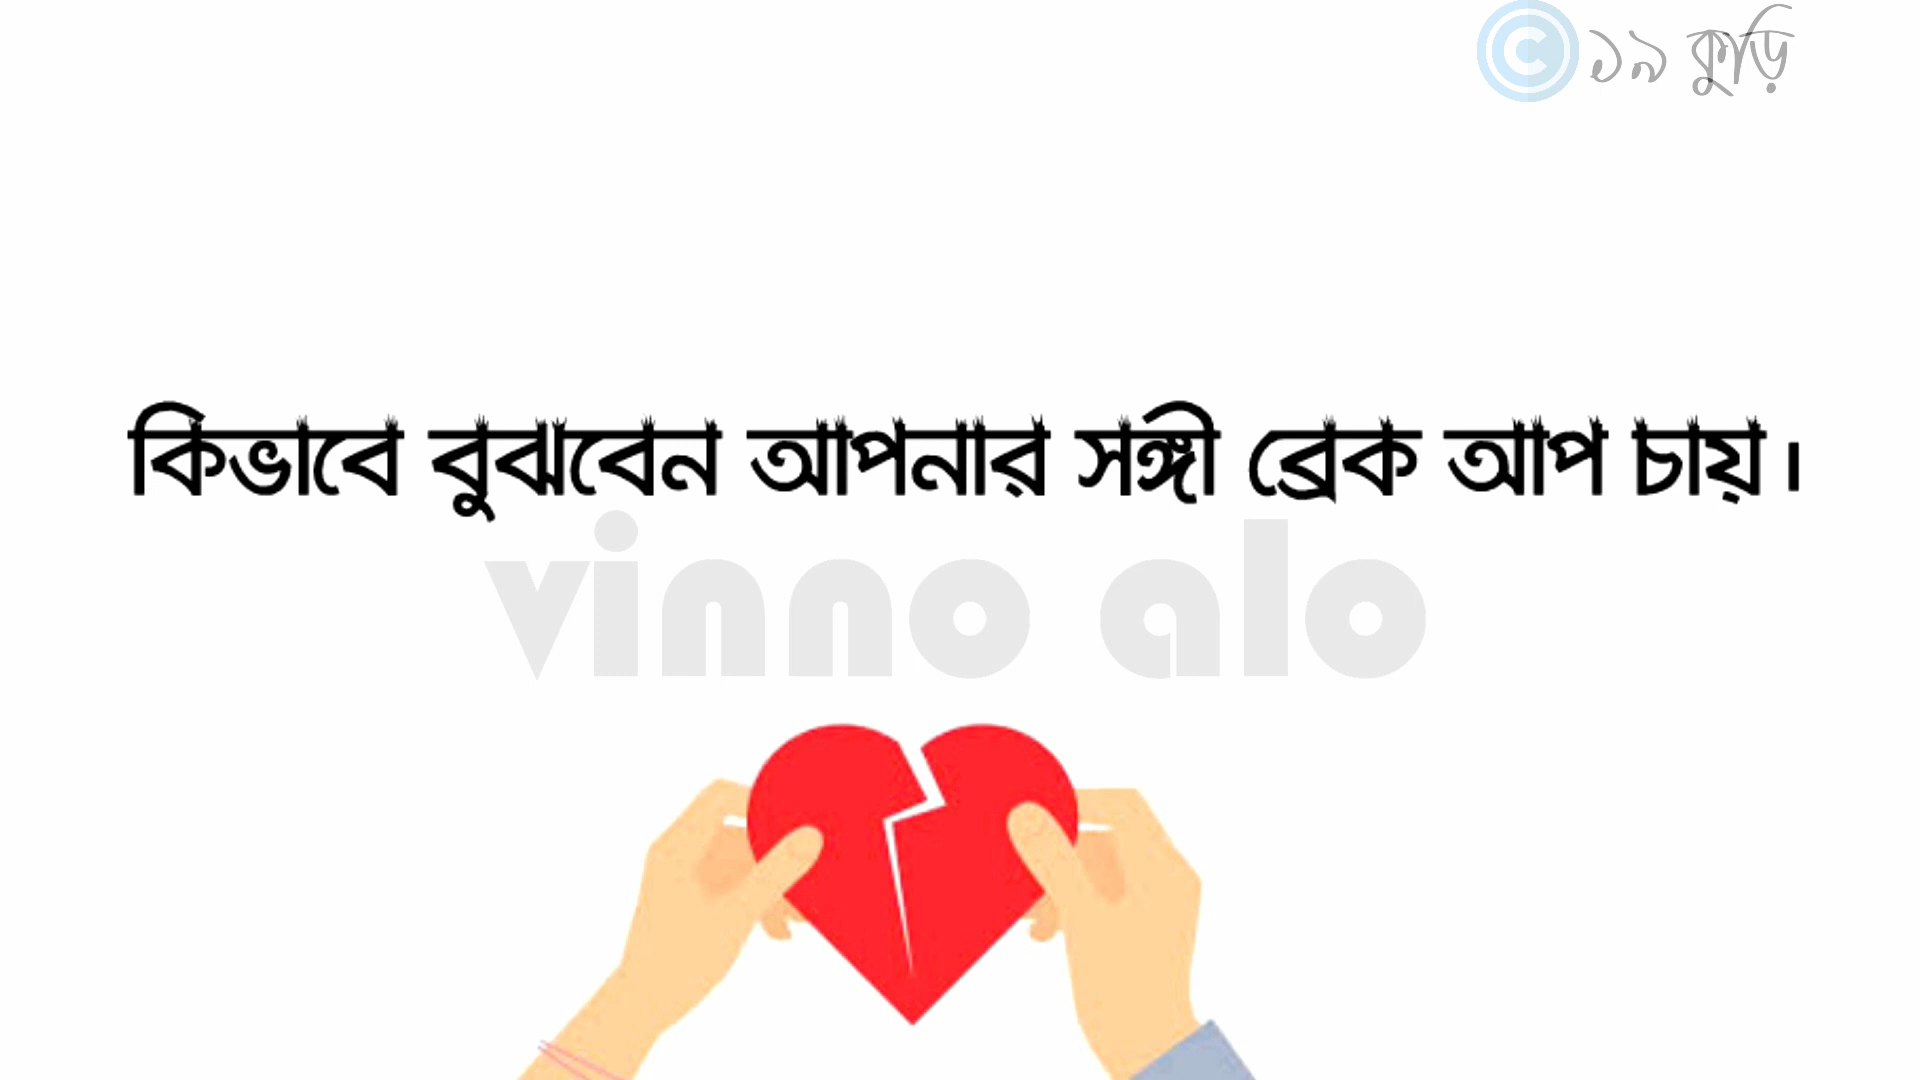 © ১৯ কুড়ি
কিভাবে বুঝবেন আপনার সঙ্গী ব্রেক আপ চায়।
vinno alo